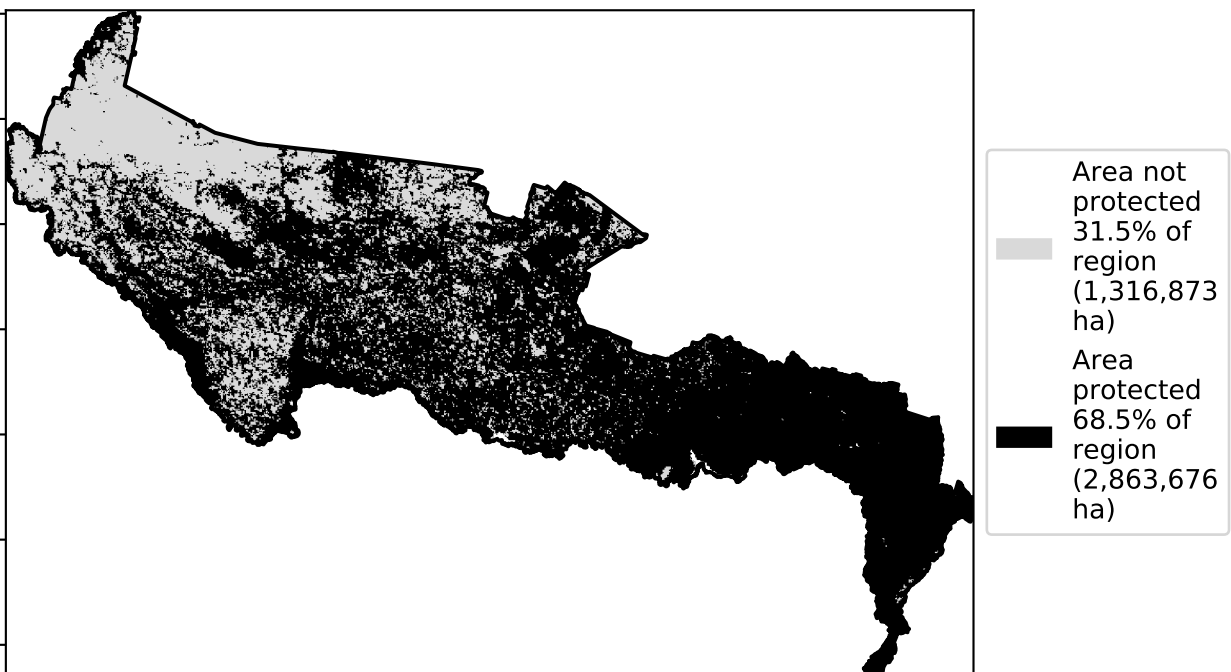 Area not
protected
31.5% of
region
(1,316,873
ha)
Area
protected
68.5% of
region
(2,863,676
ha)